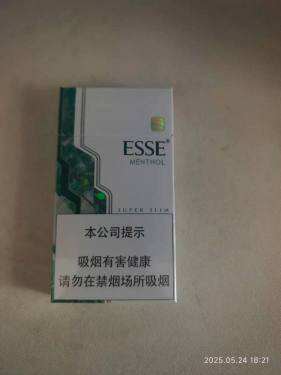 ESSE®
MENTHOL
SUPER SLIM
本公司提示
吸烟有害健康
请勿在禁烟场所吸烟
2025.05.24 18:21